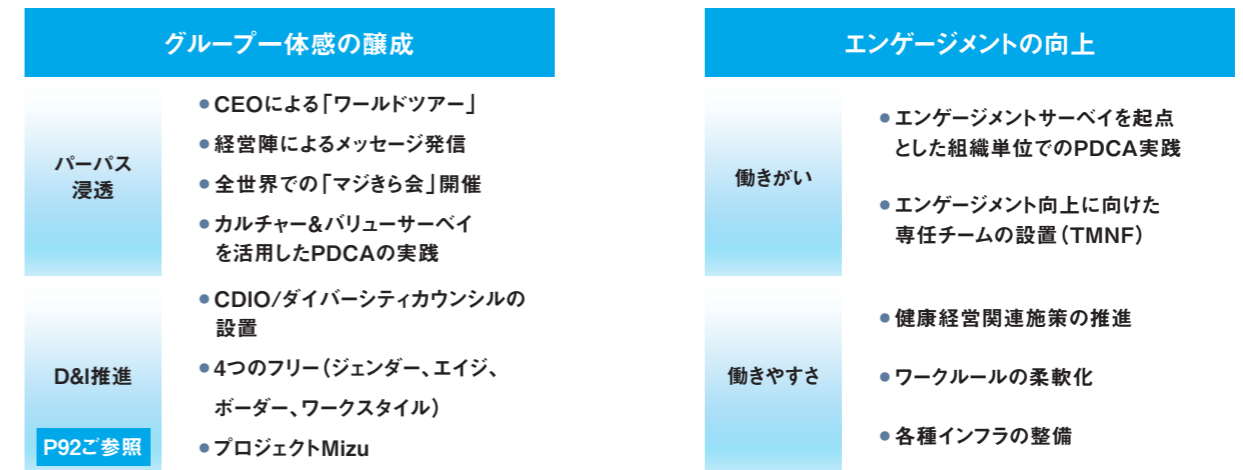 グループ一体感の醸成
パーパス
浸透
●CEOによる「ワールドツアー」
●経営陣によるメッセージ発信
●全世界での「マジきら会」開催
●カルチャー&バリューサーベイ
を活用したPDCAの実践
D&I推進
P92ご参照
●CDIO/ダイバーシティカウンシルの
設置
●4つのフリー(ジェンダー、エイジ、
ボーダー、ワークスタイル)
●プロジェクトMizu
エンゲージメントの向上
働きがい
●エンゲージメントサーベイを起点
とした組織単位でのPDCA実践
●エンゲージメント向上に向けた
専任チームの設置(TMNF)
働きやすさ
●健康経営関連施策の推進
●ワークルールの柔軟化
●各種インフラの整備